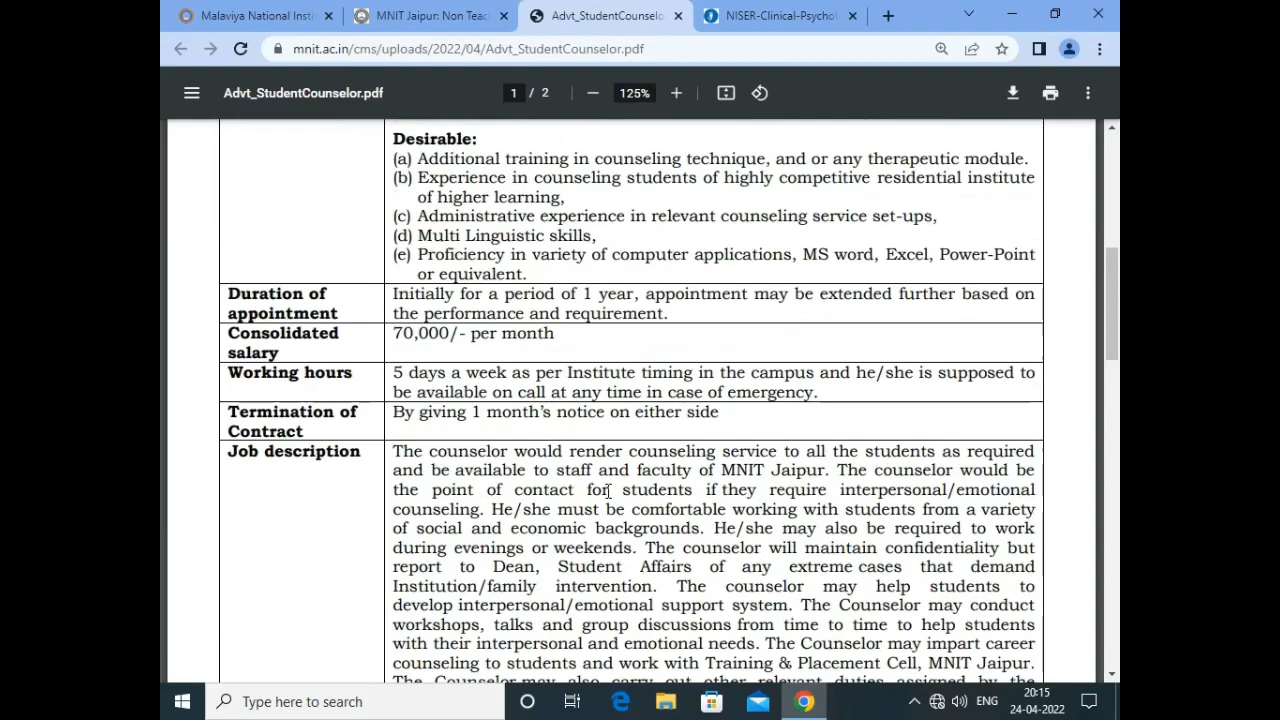 Malaviya National Insti
MNIT Jaipur: Non Teac
Advt_StudentCounselo
NISER-Clinical-Psychol
mnit.ac.in/cms/uploads/2022/04/Advt_StudentCounselor.pdf
Advt_StudentCounselor.pdf
1 / 2
125%
Desirable:
(a) Additional training in counseling technique, and or any therapeutic module.
(b) Experience in counseling students of highly competitive residential institute
of higher learning,
(c) Administrative experience in relevant counseling service set-ups,
(d) Multi Linguistic skills,
(e) Proficiency in variety of computer applications, MS word, Excel, Power-Point
or equivalent.
Duration of
appointment
Initially for a period of 1 year, appointment may be extended further based on
the performance and requirement.
Consolidated
salary
70,000/- per month
Working hours
5 days a week as per Institute timing in the campus and he/she is supposed to
be available on call at any time in case of emergency.
Termination of
Contract
By giving 1 month's notice on either side
Job description
The counselor would render counseling service to all the students as required
and be available to staff and faculty of MNIT Jaipur. The counselor would be
the point of contact for students if they require interpersonal/emotional
counseling. He/she must be comfortable working with students from a variety
of social and economic backgrounds. He/she may also be required to work
during evenings or weekends. The counselor will maintain confidentiality but
report to Dean, Student Affairs of any extreme cases that demand
Institution/family intervention. The counselor may help students to
develop interpersonal/emotional support system. The Counselor may conduct
workshops, talks and group discussions from time to time to help students
with their interpersonal and emotional needs. The Counselor may impart career
counseling to students and work with Training & Placement Cell, MNIT Jaipur.
The Counselor may also carry out other relevant duties assigned by the
Type here to search
ENG
20:15
24-04-2022